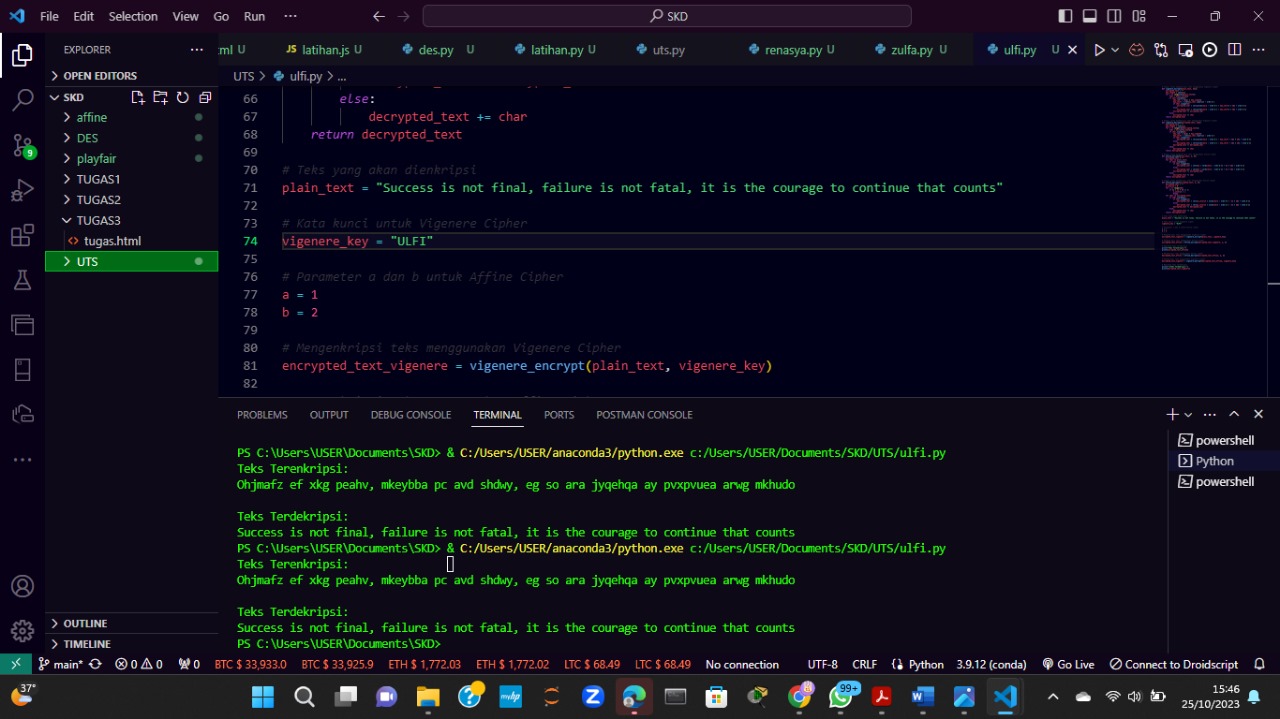 File Edit Selection View Go Run ··· SKD
EXPLORER ···
ml U latihan.js U des.py U latihan.py U uts.py renasya.py U zulfa.py U ulfi.py U
OPEN EDITORS
UTS > ulfi.py > ...
SKD
affine
DES
playfair
TUGAS1
TUGAS2
TUGAS3
<> tugas.html
UTS
OUTLINE
TIMELINE
66 else:
67 decrypted_text += char
68 return decrypted_text
69
70 # Teks yang akan dienkripsi
71 plain_text = "Success is not final, failure is not fatal, it is the courage to continue that counts"
72
73 # Kata kunci untuk Vigenere Cipher
74 vigenere_key = "ULFI"
75
76 # Parameter a dan b untuk Affine Cipher
77 a = 1
78 b = 2
79
80 # Mengenkripsi teks menggunakan Vigenere Cipher
81 encrypted_text_vigenere = vigenere_encrypt(plain_text, vigenere_key)
82
PROBLEMS OUTPUT DEBUG CONSOLE TERMINAL PORTS POSTMAN CONSOLE
PS C:\Users\USER\Documents\SKD> & C:/Users/USER/anaconda3/python.exe c:/Users/USER/Documents/SKD/UTS/ulfi.py
Teks Terenkripsi:
Ohjmafz ef xkg peahv, mkeybba pc avd shdwy, eg so ara jyqehqa ay pvxpvuea arwg mkhudo
Teks Terdekripsi:
Success is not final, failure is not fatal, it is the courage to continue that counts
PS C:\Users\USER\Documents\SKD> & C:/Users/USER/anaconda3/python.exe c:/Users/USER/Documents/SKD/UTS/ulfi.py
Teks Terenkripsi:
Ohjmafz ef xkg peahv, mkeybba pc avd shdwy, eg so ara jyqehqa ay pvxpvuea arwg mkhudo
Teks Terdekripsi:
Success is not final, failure is not fatal, it is the courage to continue that counts
PS C:\Users\USER\Documents\SKD>
powershell
Python
powershell
9
main* 0 0 0 BTC $ 33,933.0 BTC $ 33,925.9 ETH $ 1,772.03 ETH $ 1,772.02 LTC $ 68.49 LTC $ 68.49 No connection UTF-8 CRLF Python 3.9.12 (conda) Go Live Connect to Droidscript
37° 99+ 15:46
25/10/2023